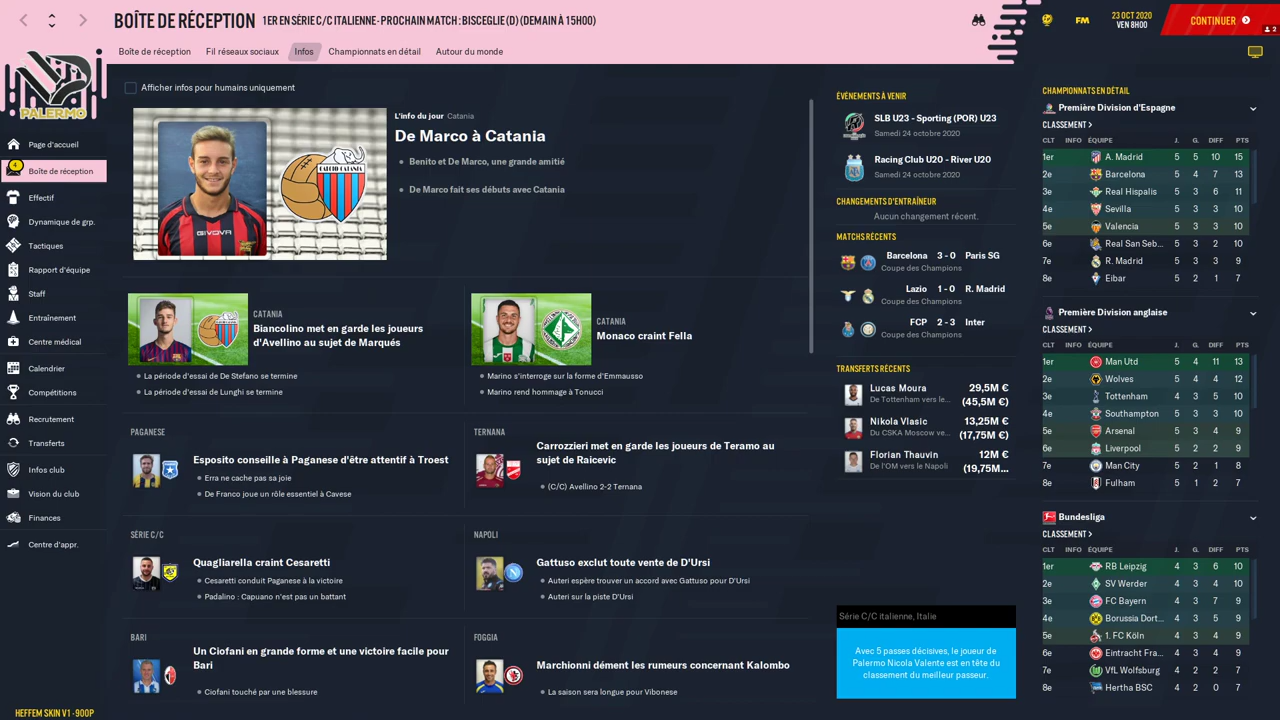 BOÎTE DE RÉCEPTION
1ER EN SÉRIE C/C ITALIENNE - PROCHAIN MATCH : BISCEGLIE (D) (DEMAIN À 15H00)
FM
23 OCT 2020
VEN 8H00
CONTINUER
2
Boîte de réception
Fil réseaux sociaux
Infos
Championnats en détail
Autour du monde
PALERMO
Page d'accueil
4
Boîte de réception
Effectif
Dynamique de grp.
Tactiques
Rapport d'équipe
Staff
Entraînement
Centre médical
Calendrier
Compétitions
Recrutement
Transferts
Infos club
Vision du club
Finances
Centre d'appr.
HEFFEM SKIN V1 - 900P
Afficher infos pour humains uniquement
GIVOVA
CALCIO CATANIA
L'info du jour Catania
De Marco à Catania
Benito et De Marco, une grande amitié
De Marco fait ses débuts avec Catania
CATANIA
Biancolino met en garde les joueurs
d'Avellino au sujet de Marqués
La période d'essai de De Stefano se termine
La période d'essai de Lunghi se termine
CATANIA
Monaco craint Fella
Marino s'interroge sur la forme d'Emmausso
Marino rend hommage à Tonucci
PAGANESE
Esposito conseille à Paganese d'être attentif à Troest
Erra ne cache pas sa joie
De Franco joue un rôle essentiel à Cavese
TERNANA
Carrozzieri met en garde les joueurs de Teramo au
sujet de Raicevic
(C/C) Avellino 2-2 Ternana
SÉRIE C/C
Quagliarella craint Cesaretti
Cesaretti conduit Paganese à la victoire
Padalino : Capuano n'est pas un battant
NAPOLI
Gattuso exclut toute vente de D'Ursi
Auteri espère trouver un accord avec Gattuso pour D'Ursi
Auteri sur la piste D'Ursi
BARI
Un Ciofani en grande forme et une victoire facile pour
Bari
Ciofani touché par une blessure
FOGGIA
Marchionni dément les rumeurs concernant Kalombo
La saison sera longue pour Vibonese
ÉVÉNEMENTS À VENIR
SLB U23 - Sporting (POR) U23
Samedi 24 octobre 2020
Racing Club U20 - River U20
Samedi 24 octobre 2020
CHANGEMENTS D'ENTRAÎNEUR
Aucun changement récent.
MATCHS RÉCENTS
Barcelona 3 - 0 Paris SG
Coupe des Champions
Lazio 1 - 0 R. Madrid
Coupe des Champions
FCP 2 - 3 Inter
Coupe des Champions
TRANSFERTS RÉCENTS
Lucas Moura 29,5M €
De Tottenham vers le... (45,5M €)
Nikola Vlasic 13,25M €
Du CSKA Moscow ve... (17,75M €)
Florian Thauvin 12M €
De l'OM vers le Napoli (19,75M...
Série C/C italienne, Italie
Avec 5 passes décisives, le joueur de
Palermo Nicola Valente est en tête du
classement du meilleur passeur.
CHAMPIONNATS EN DÉTAIL
Première Division d'Espagne
CLASSEMENT >
CLT INFO ÉQUIPE J. G. DIFF PTS
1er A. Madrid 5 5 10 15
2e Barcelona 5 4 7 13
3e Real Hispalis 5 3 6 11
4e Sevilla 5 3 3 10
5e Valencia 5 3 3 10
6e Real San Seb... 5 3 2 10
7e R. Madrid 5 3 3 9
8e Eibar 5 2 1 7
Première Division anglaise
CLASSEMENT >
CLT INFO ÉQUIPE J. G. DIFF PTS
1er Man Utd 5 4 11 13
2e Wolves 5 4 4 12
3e Tottenham 5 3 4 10
4e Southampton 5 3 3 10
5e Arsenal 5 3 4 9
6e Liverpool 5 2 5 9
7e Man City 5 2 1 8
8e Fulham 5 1 2 7
Bundesliga
CLASSEMENT >
CLT INFO ÉQUIPE J. G. DIFF PTS
1er RB Leipzig 4 3 6 10
2e SV Werder 4 3 4 10
3e FC Bayern 4 3 7 9
4e Borussia Dort... 4 3 5 9
5e 1. FC Köln 4 3 4 9
6e Eintracht Fra... 4 3 4 9
7e VfL Wolfsburg 4 2 2 7
8e Hertha BSC 4 2 0 7